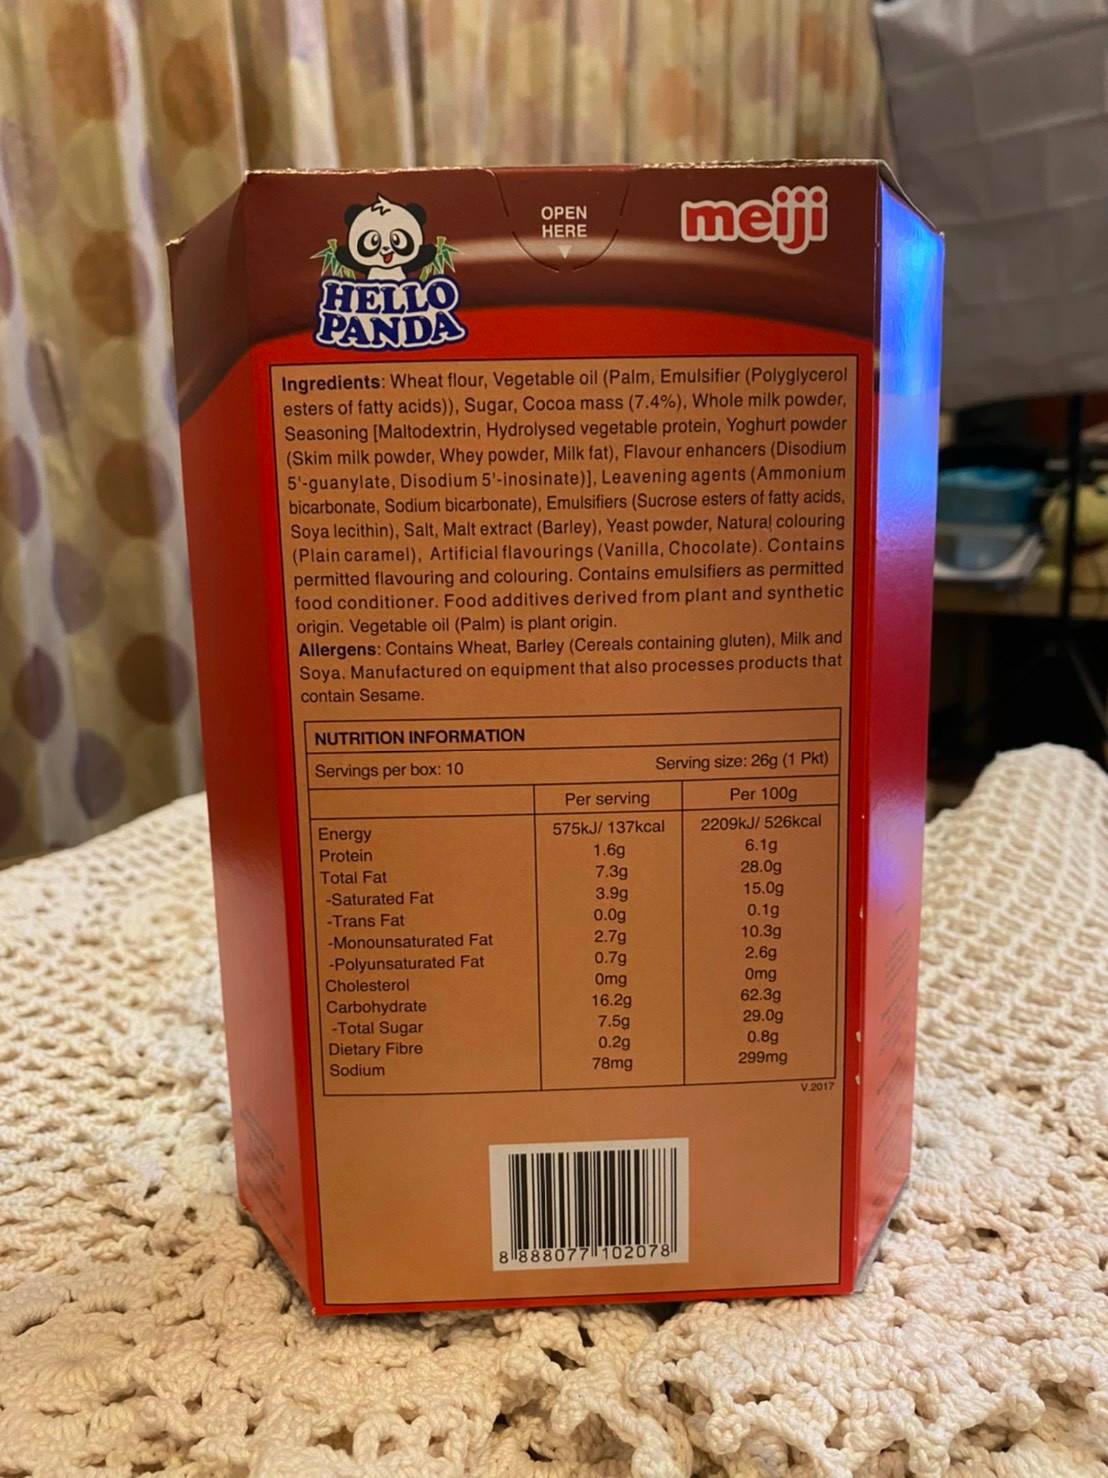 OPEN
HERE
meiji
HELLO
PANDA
Ingredients: Wheat flour, Vegetable oil (Palm, Emulsifier (Polyglycerol
esters of fatty acids)), Sugar, Cocoa mass (7.4%), Whole milk powder,
Seasoning [Maltodextrin, Hydrolysed vegetable protein, Yoghurt powder
(Skim milk powder, Whey powder, Milk fat), Flavour enhancers (Disodium
5'-guanylate, Disodium 5'-inosinate)], Leavening agents (Ammonium
bicarbonate, Sodium bicarbonate), Emulsifiers (Sucrose esters of fatty acids,
Soya lecithin), Salt, Malt extract (Barley), Yeast powder, Natural colouring
(Plain caramel), Artificial flavourings (Vanilla, Chocolate). Contains
permitted flavouring and colouring. Contains emulsifiers as permitted
food conditioner. Food additives derived from plant and synthetic
origin. Vegetable oil (Palm) is plant origin.
Allergens: Contains Wheat, Barley (Cereals containing gluten), Milk and
Soya. Manufactured on equipment that also processes products that
contain Sesame.
NUTRITION INFORMATION
Servings per box: 10 Serving size: 26g (1 Pkt)
Per serving Per 100g
Energy 575kJ/ 137kcal 2209kJ/ 526kcal
Protein 1.6g 6.1g
Total Fat 7.3g 28.0g
-Saturated Fat 3.9g 15.0g
-Trans Fat 0.0g 0.1g
-Monounsaturated Fat 2.7g 10.3g
-Polyunsaturated Fat 0.7g 2.6g
Cholesterol 0mg 0mg
Carbohydrate 16.2g 62.3g
-Total Sugar 7.5g 29.0g
Dietary Fibre 0.2g 0.8g
Sodium 78mg 299mg
V.2017
8 888077 102078